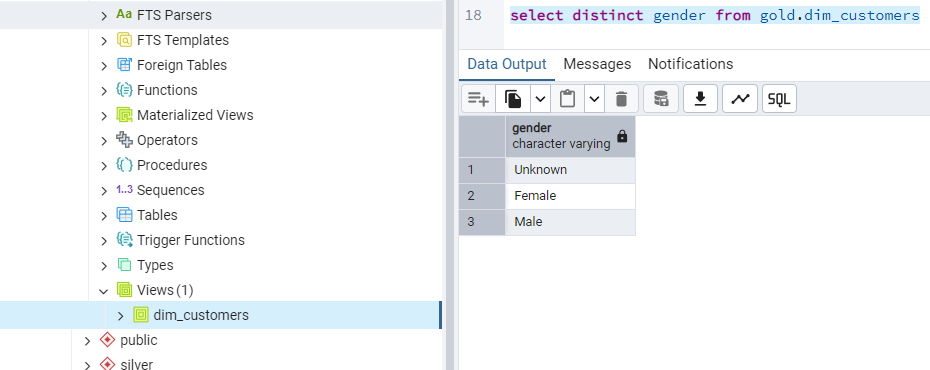 Aa FTS Parsers
FTS Templates
Foreign Tables
Functions
Materialized Views
Operators
Procedures
1..3 Sequences
Tables
Trigger Functions
Types
Views (1)
dim_customers
public
silver
18 select distinct gender from gold.dim_customers
Data Output Messages Notifications
SQL
gender
character varying
1 Unknown
2 Female
3 Male